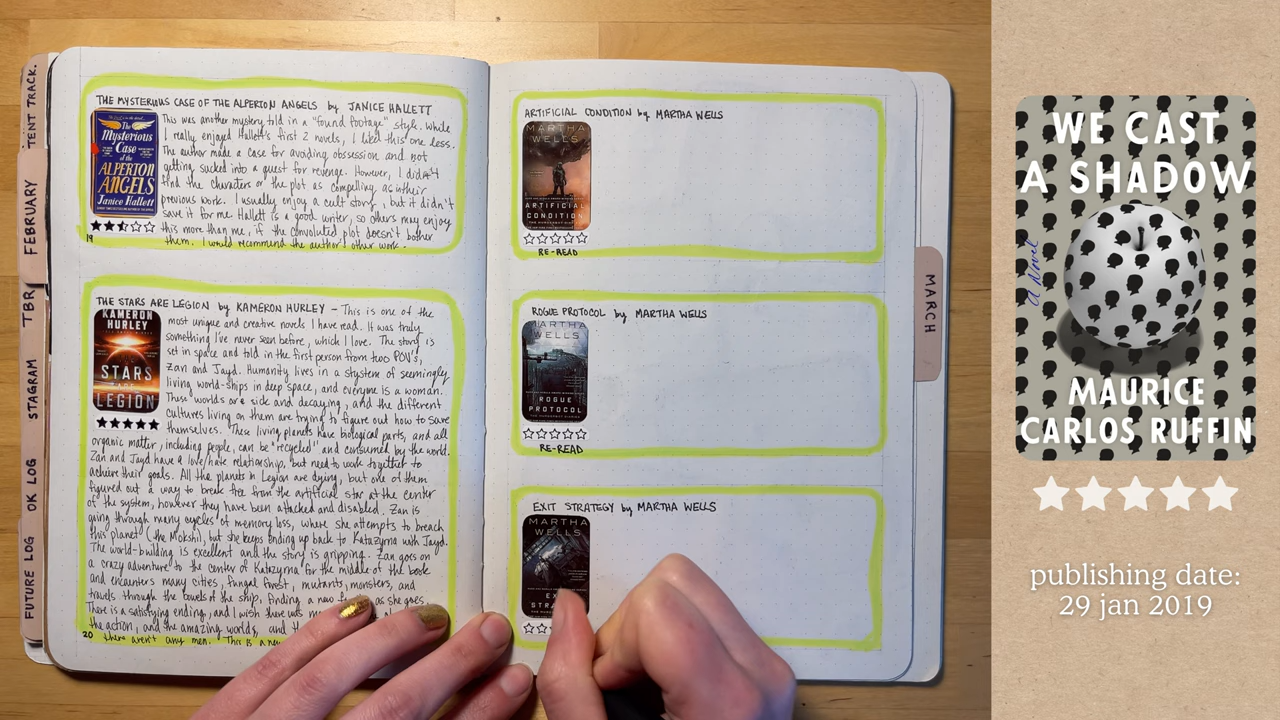 TENT TRACK.
FEBRUARY
TBR
STAGRAM
OK LOG
FUTURE LOG
THE MYSTERIOUS CASE OF THE ALPERTON ANGELS by JANICE HALLETT
The
Mysterious
Case
of the
ALPERTON
ANGELS
Janice Hallett
This was another mystery told in a "found footage" style. While
I really enjoyed Hallett's first 2 novels, I liked this one less.
The author made a case for avoiding obsession and not
getting sucked into a quest for revenge. However, I didn't
find the characters or the plot as compelling as in their
previous work. I usually enjoy a cult story, but it didn't
save it for me. Hallett is a good writer, so others may enjoy
this more than me, if the convoluted plot doesn't bother
them. I would recommend the author's other work.
19
THE STARS ARE LEGION by KAMERON HURLEY - This is one of the
KAMERON
HURLEY
THE
STARS
ARE
LEGION
most unique and creative novels I have read. It was truly
something I've never seen before, which I love. The story is
set in space and told in the first person from two POV's,
Zan and Jayd. Humanity lives in a shystem of seemingly
living world-ships in deep space, and everyone is a woman.
These worlds are sick and decaying, and the different
cultures living on them are trying to figure out how to save
themselves. These living planets have biological parts, and all
organic matter, including people, can be "recycled" and consumed by the world.
Zan and Jayd have a love/hate relationship, but need to work together to
achieve their goals. All the planets in Legion are dying, but one of them
figured out a way to break free from the artificial star at the center
of the system, however they have been attacked and disabled. Zan is
going through many cycles of memory loss, where she attempts to breach
this planet (the Mokshi), but she keeps ending up back to Katazyrna with Jayd.
The world-building is excellent and the story is gripping. Zan goes on
a crazy adventure to the center of Katazyrna for the middle of the book
and encounters many cities, fungal forest, mutants, monsters, and
travels through the bowels of the ship, finding a new family as she goes.
There is a satisfying ending, and I wish there was
the action, and the amazing worlds, and th
20 there aren't any men. This is a
ARTIFICIAL CONDITION by MARTHA WELLS
MARTHA
WELLS
ARTIFICIAL
CONDITION
RE-READ
ROGUE PROTOCOL by MARTHA WELLS
MARTHA
WELLS
ROGUE
PROTOCOL
RE-READ
EXIT STRATEGY by MARTHA WELLS
MARTHA
WELLS
MARCH
WE CAST
A SHADOW
a Novel
MAURICE
CARLOS RUFFIN
publishing date:
29 jan 2019